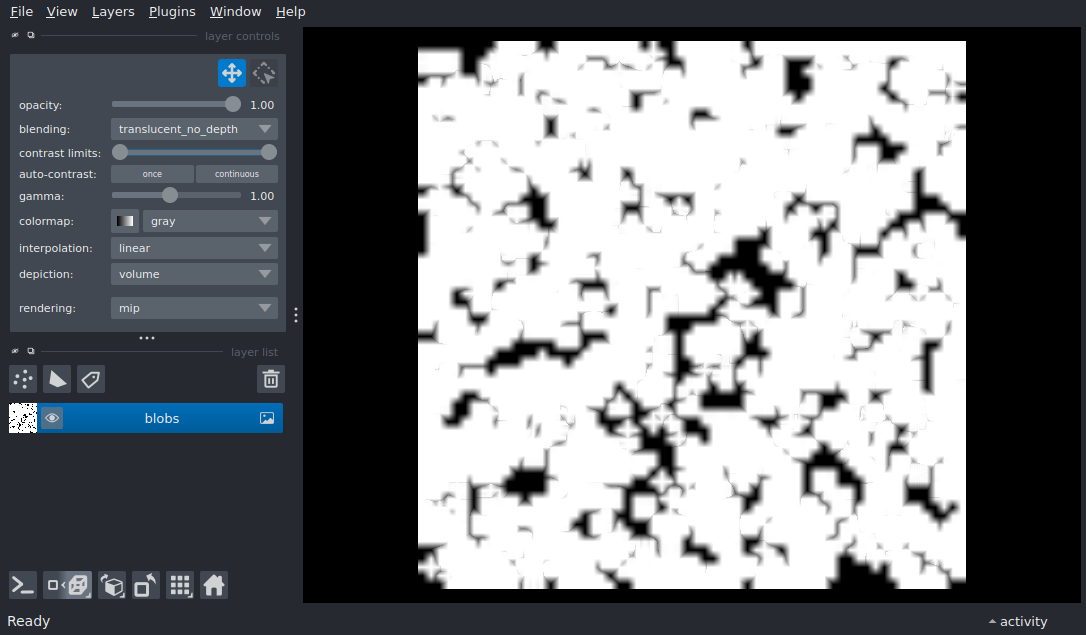 File View Layers Plugins Window Help
layer controls
opacity: 1.00
blending: translucent_no_depth
contrast limits:
auto-contrast: once continuous
gamma: 1.00
colormap: gray
interpolation: linear
depiction: volume
rendering: mip
layer list
blobs
Ready activity